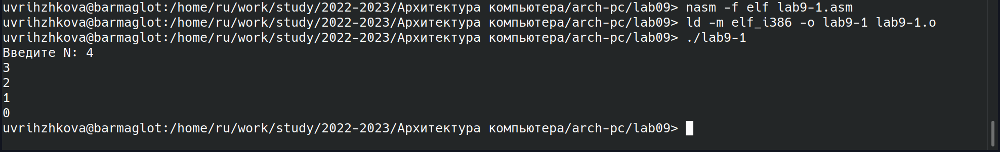 uvrihzhkova@barmaglot:/home/ru/work/study/2022-2023/Архитектура компьютера/arch-pc/lab09> nasm -f elf lab9-1.asm
uvrihzhkova@barmaglot:/home/ru/work/study/2022-2023/Архитектура компьютера/arch-pc/lab09> ld -m elf_i386 -o lab9-1 lab9-1.o
uvrihzhkova@barmaglot:/home/ru/work/study/2022-2023/Архитектура компьютера/arch-pc/lab09> ./lab9-1
Введите N: 4
3
2
1
0
uvrihzhkova@barmaglot:/home/ru/work/study/2022-2023/Архитектура компьютера/arch-pc/lab09>